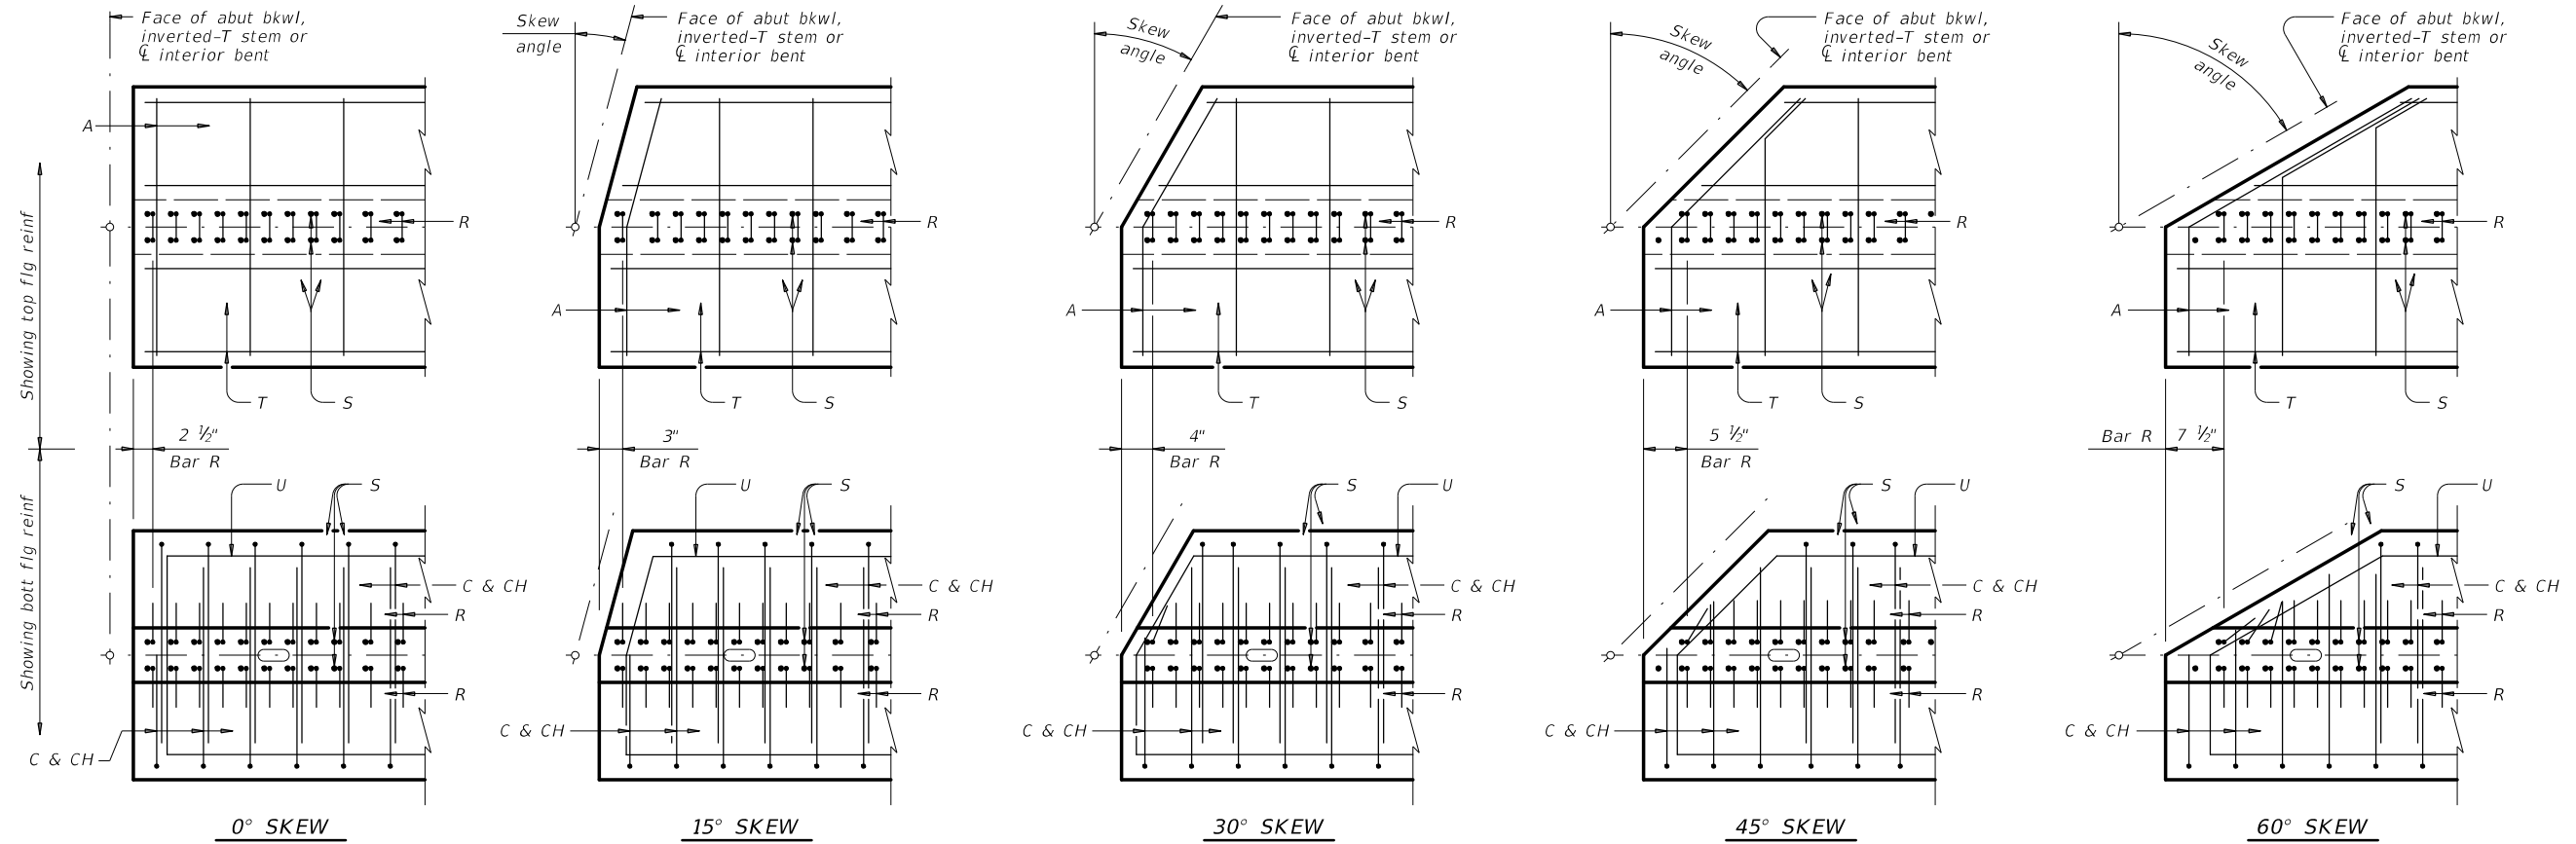 Face of abut bkwl,
inverted-T stem or
℄ interior bent
Skew
angle
Face of abut bkwl,
inverted-T stem or
℄ interior bent
Skew
angle
Face of abut bkwl,
inverted-T stem or
℄ interior bent
Skew
angle
Face of abut bkwl,
inverted-T stem or
℄ interior bent
Skew
angle
Face of abut bkwl,
inverted-T stem or
℄ interior bent
Showing top flg reinf
A
R
T
S
A
R
T
S
A
R
T
S
A
R
T
S
A
R
T
S
2 ½"
Bar R
3"
Bar R
4"
Bar R
5 ½"
Bar R
Bar R
7 ½"
Showing bott flg reinf
U
S
C & CH
R
R
C & CH
U
S
C & CH
R
R
C & CH
S
U
C & CH
R
R
C & CH
S
U
C & CH
R
R
C & CH
S
U
C & CH
R
R
C & CH
0° SKEW
15° SKEW
30° SKEW
45° SKEW
60° SKEW